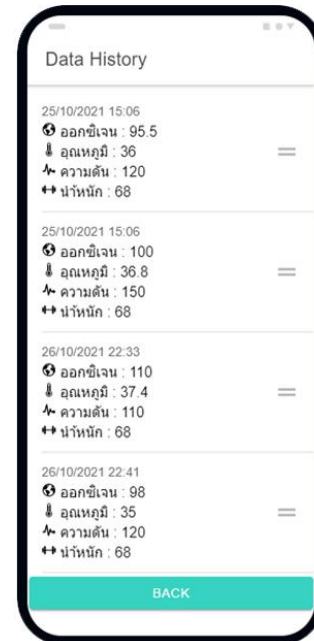 Data History
25/10/2021 15:06
ออกซิเจน : 95.5
อุณหภูมิ : 36
ความดัน : 120
น้ำหนัก : 68
25/10/2021 15:06
ออกซิเจน : 100
อุณหภูมิ : 36.8
ความดัน : 150
น้ำหนัก : 68
26/10/2021 22:33
ออกซิเจน : 110
อุณหภูมิ : 37.4
ความดัน : 110
น้ำหนัก : 68
26/10/2021 22:41
ออกซิเจน : 98
อุณหภูมิ : 35
ความดัน : 120
น้ำหนัก : 68
BACK